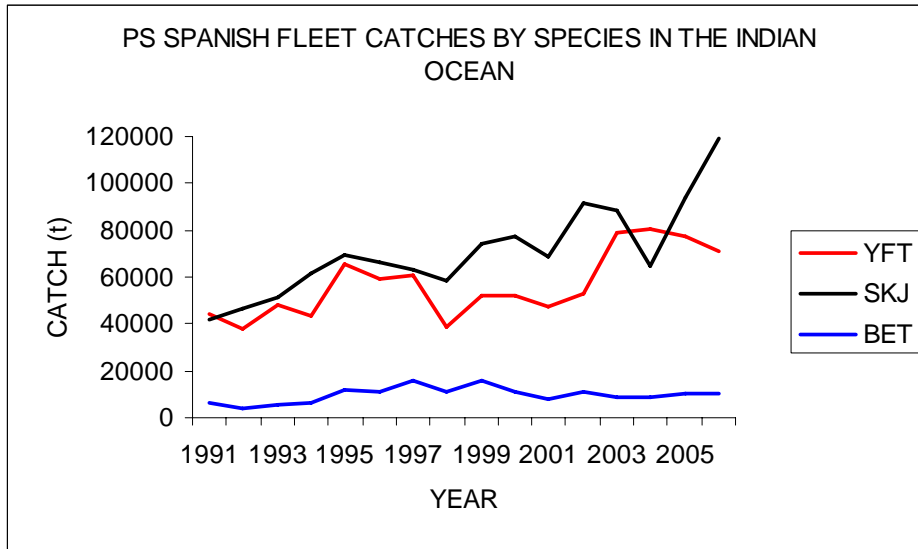 PS SPANISH FLEET CATCHES BY SPECIES IN THE INDIAN
OCEAN
120000
100000
80000
60000
40000
20000
0
CATCH (t)
1991 1993 1995 1997 1999 2001 2003 2005
YEAR
YFT
SKJ
BET